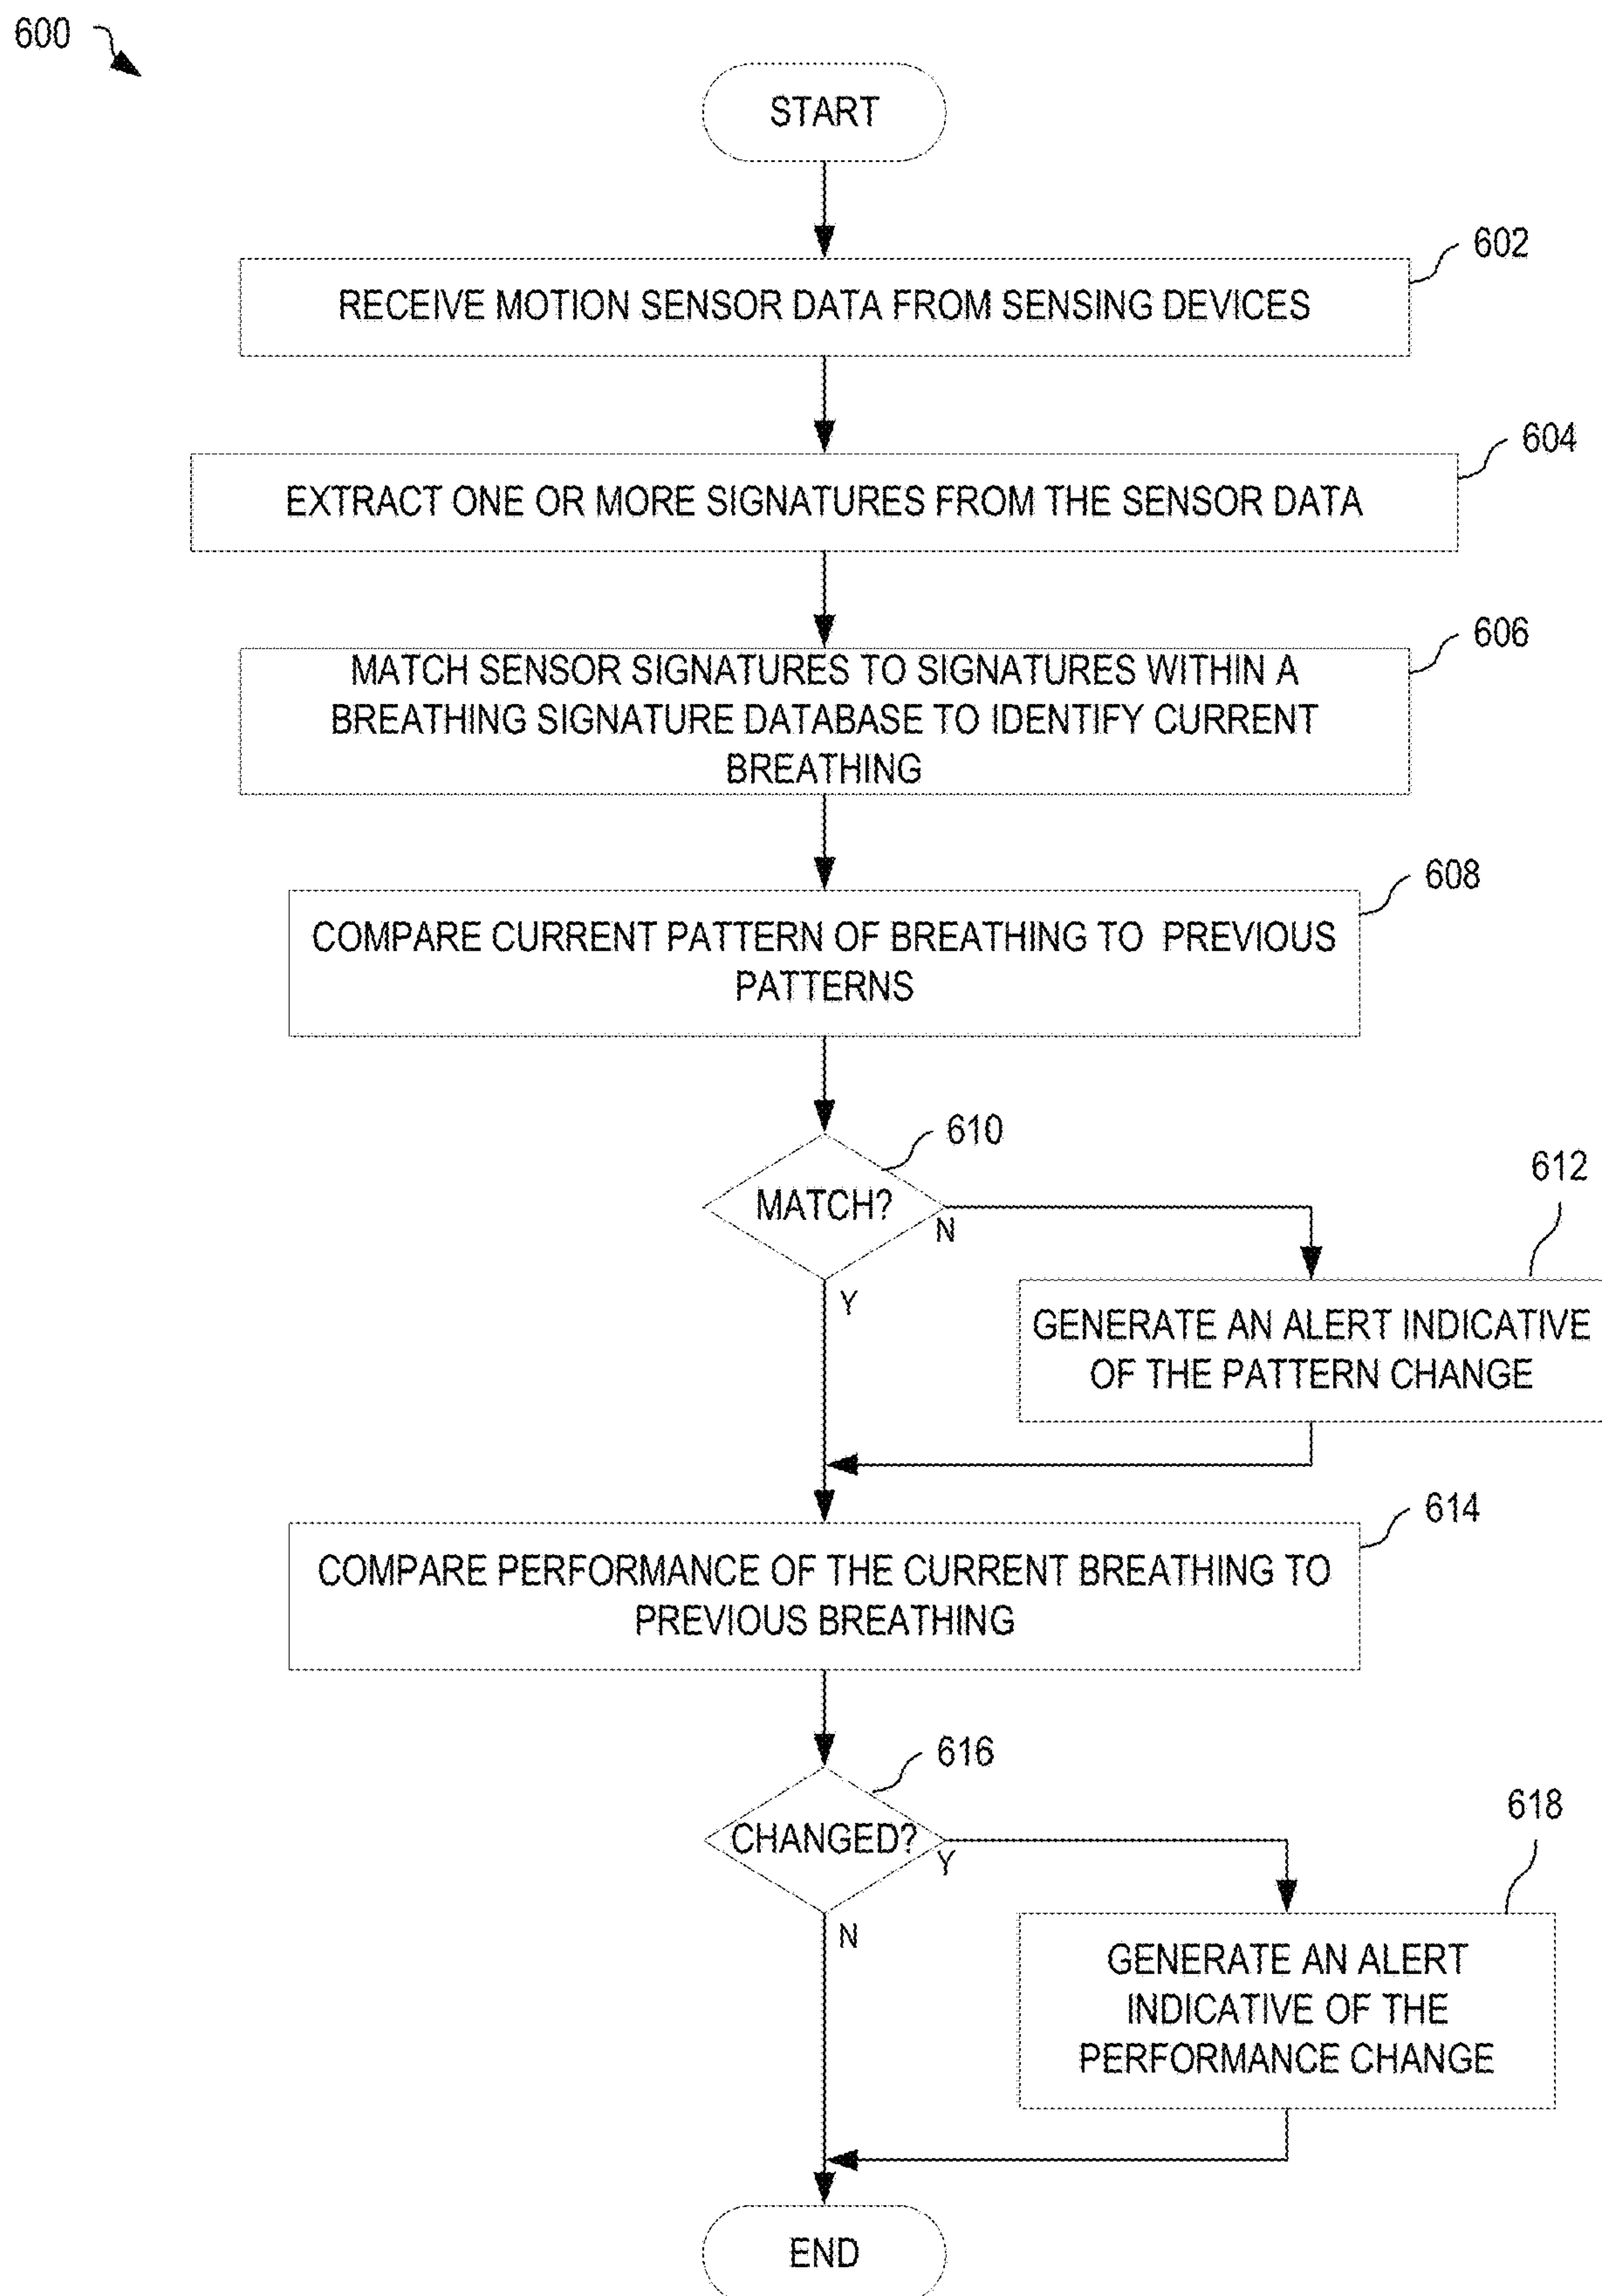 600
START
602
RECEIVE MOTION SENSOR DATA FROM SENSING DEVICES
604
EXTRACT ONE OR MORE SIGNATURES FROM THE SENSOR DATA
606
MATCH SENSOR SIGNATURES TO SIGNATURES WITHIN A
BREATHING SIGNATURE DATABASE TO IDENTIFY CURRENT
BREATHING
608
COMPARE CURRENT PATTERN OF BREATHING TO PREVIOUS
PATTERNS
610
MATCH?
N
Y
612
GENERATE AN ALERT INDICATIVE
OF THE PATTERN CHANGE
614
COMPARE PERFORMANCE OF THE CURRENT BREATHING TO
PREVIOUS BREATHING
616
CHANGED?
Y
N
618
GENERATE AN ALERT
INDICATIVE OF THE
PERFORMANCE CHANGE
END